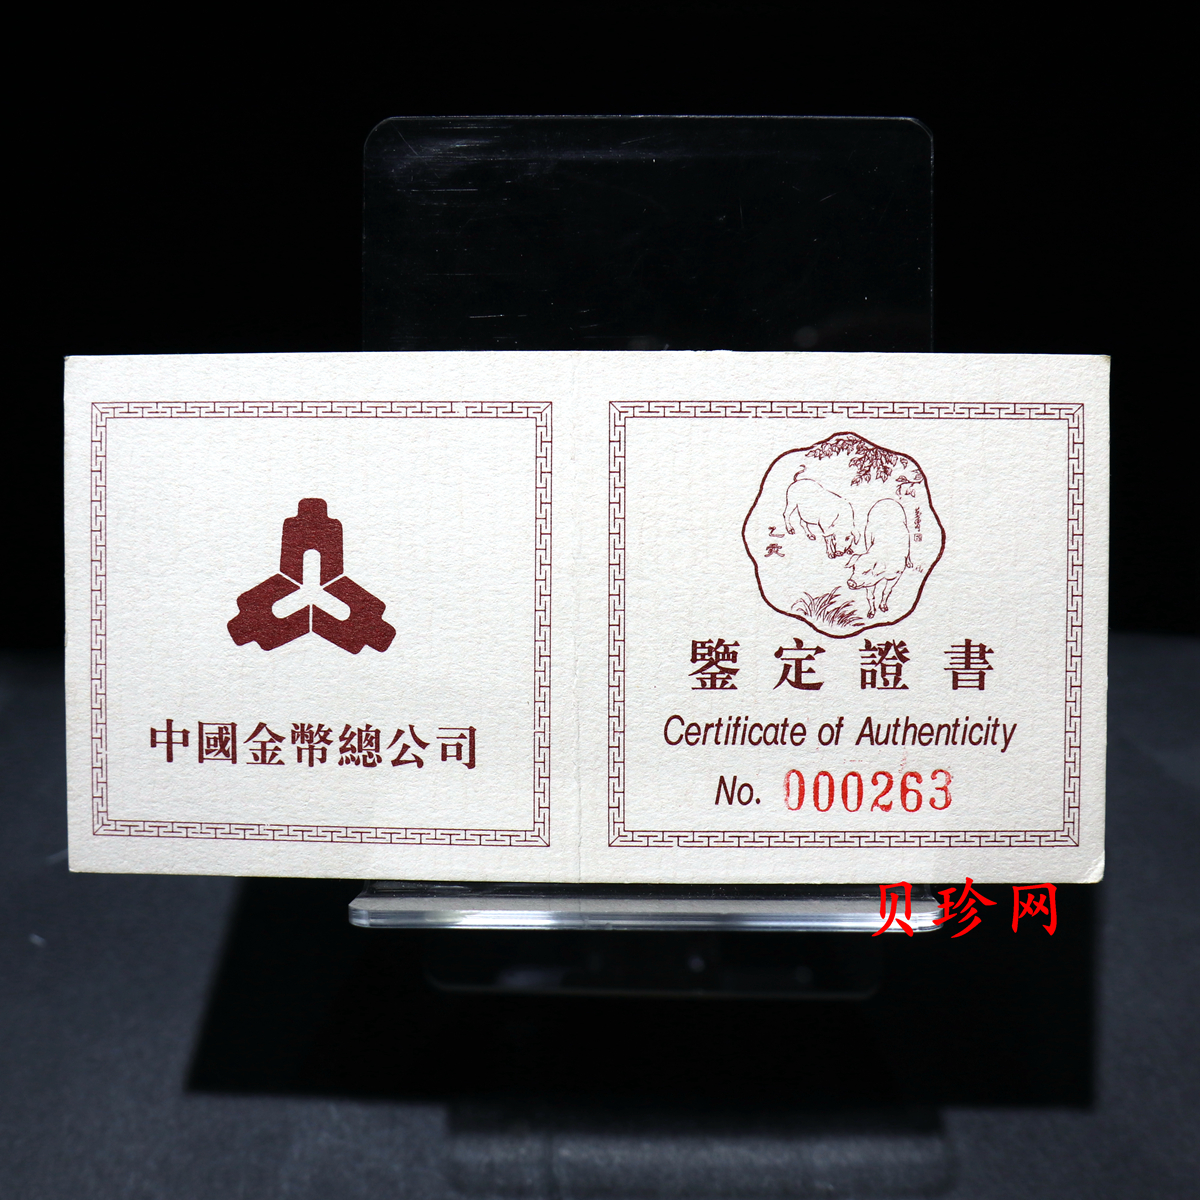 中國金幣總公司
乙亥
鑒定證書
Certificate of Authenticity
No. 000263
贝珍网